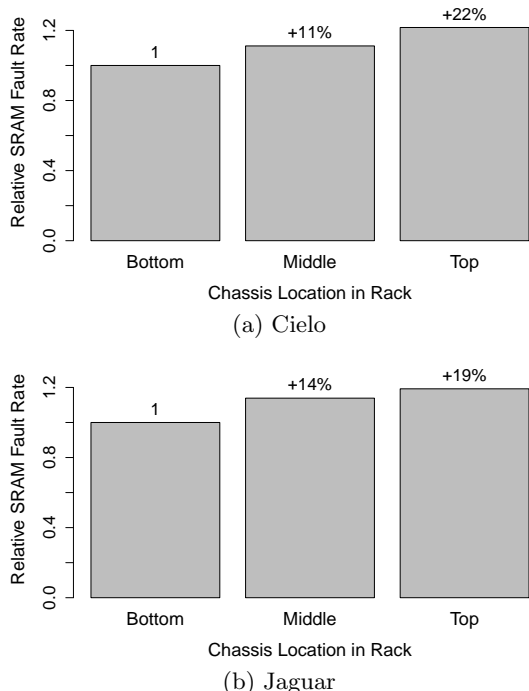 +22%
+11%
1
Relative SRAM Fault Rate
0.0 0.4 0.8 1.2
Bottom Middle Top
Chassis Location in Rack
(a) Cielo
+19%
+14%
1
Relative SRAM Fault Rate
0.0 0.4 0.8 1.2
Bottom Middle Top
Chassis Location in Rack
(b) Jaguar